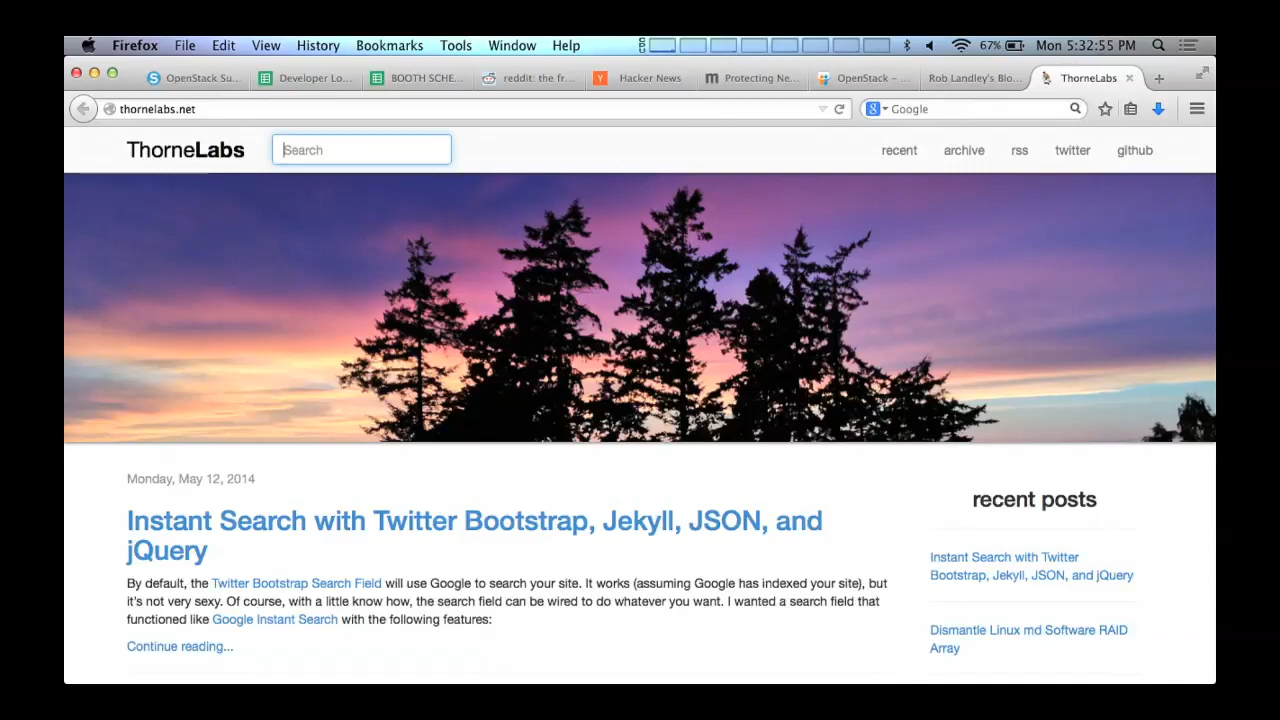 Firefox File Edit View History Bookmarks Tools Window Help CPU 67% Mon 5:32:55 PM
OpenStack Su... Developer Lo... BOOTH SCHE... reddit: the fr... Hacker News Protecting Ne... OpenStack – ... Rob Landley's Blo... ThorneLabs
thornelabs.net Google
ThorneLabs Search recent archive rss twitter github
Monday, May 12, 2014
Instant Search with Twitter Bootstrap, Jekyll, JSON, and
jQuery
By default, the Twitter Bootstrap Search Field will use Google to search your site. It works (assuming Google has indexed your site), but
it's not very sexy. Of course, with a little know how, the search field can be wired to do whatever you want. I wanted a search field that
functioned like Google Instant Search with the following features:
Continue reading...
recent posts
Instant Search with Twitter
Bootstrap, Jekyll, JSON, and jQuery
Dismantle Linux md Software RAID
Array